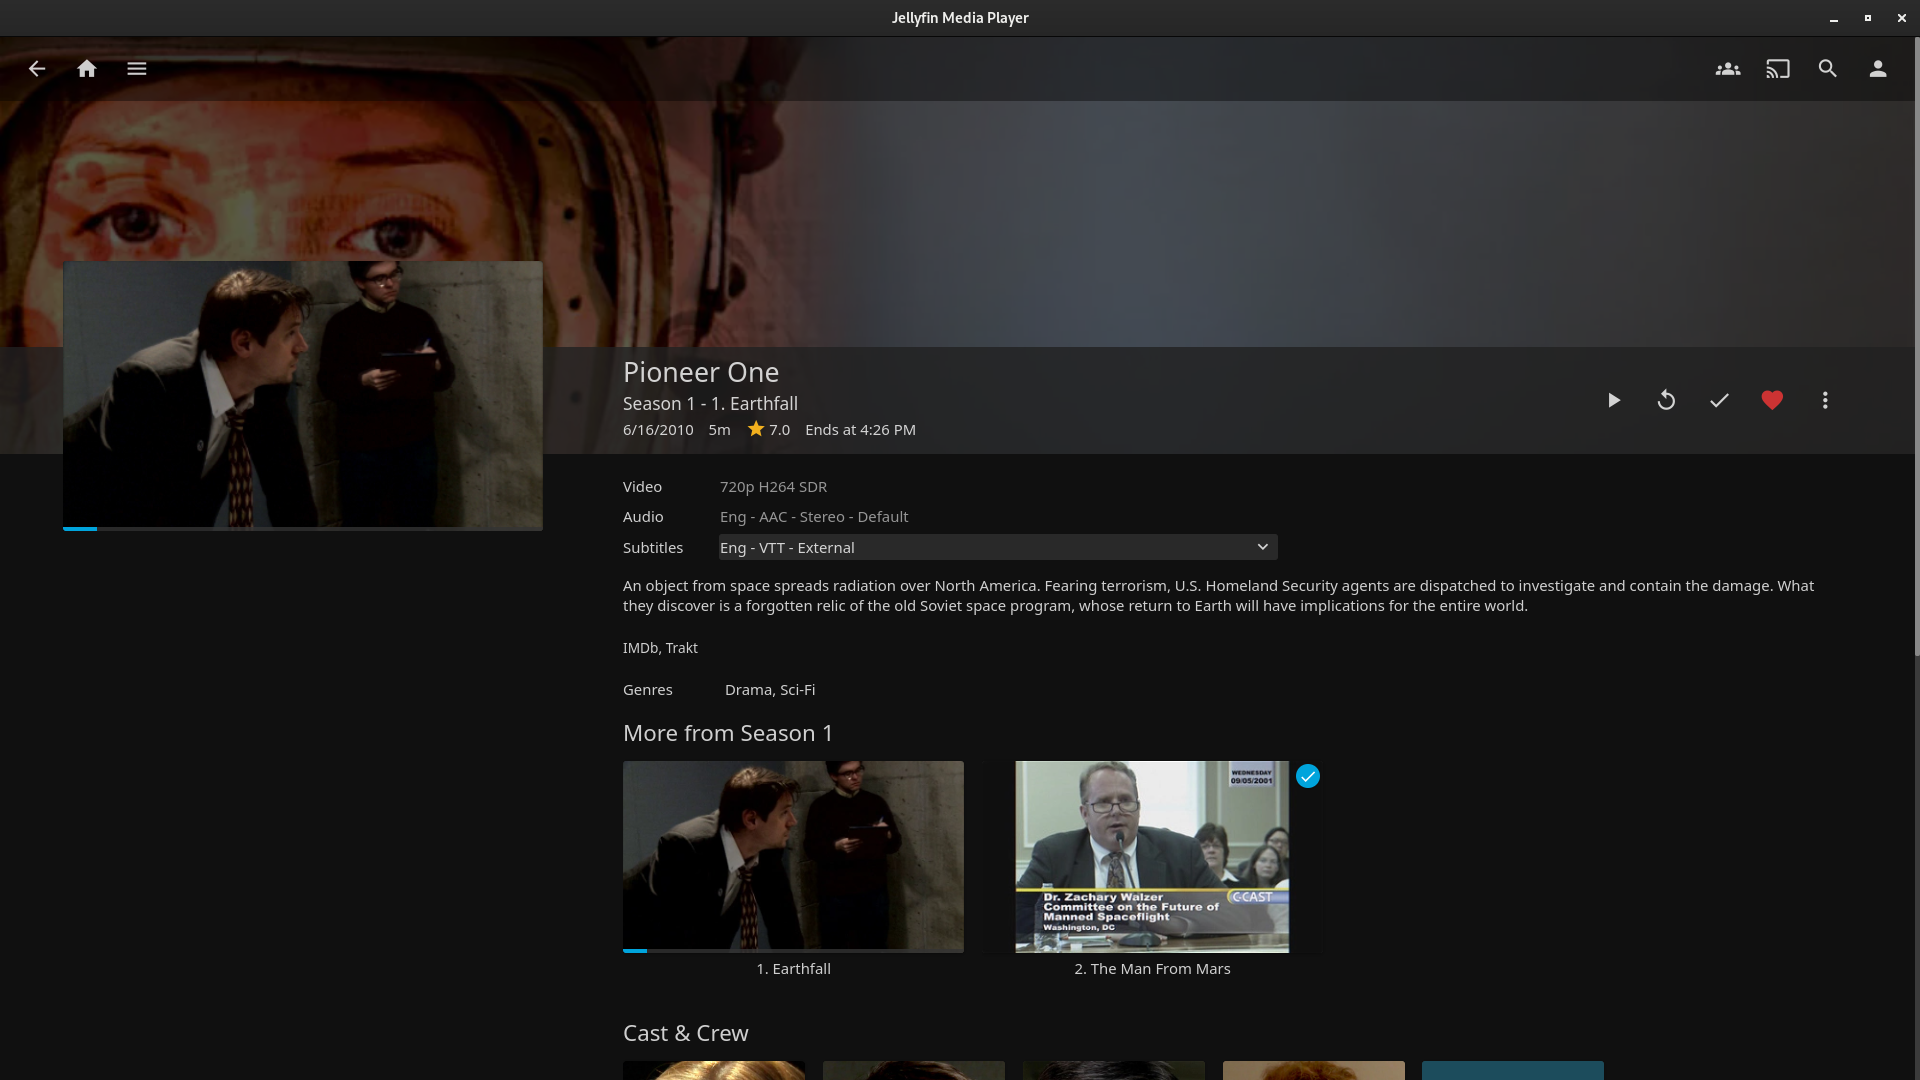 Jellyfin Media Player
Pioneer One
Season 1 - 1. Earthfall
6/16/2010 5m 7.0 Ends at 4:26 PM
Video 720p H264 SDR
Audio Eng - AAC - Stereo - Default
Subtitles Eng - VTT - External
An object from space spreads radiation over North America. Fearing terrorism, U.S. Homeland Security agents are dispatched to investigate and contain the damage. What
they discover is a forgotten relic of the old Soviet space program, whose return to Earth will have implications for the entire world.
IMDb, Trakt
Genres Drama, Sci-Fi
More from Season 1
WEDNESDAY
09/05/2001
Dr. Zachary Walzer
C-CAST
Committee on the Future of
Manned Spaceflight
Washington, DC
1. Earthfall
2. The Man From Mars
Cast & Crew